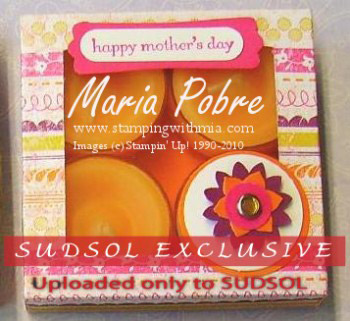 happy mother's day
Maria Pobre
www.stampingwithmia.com
Images (c)Stampin' Up! 1990-2010
SUDSOL EXCLUSIVE
Uploaded only to SUDSOL